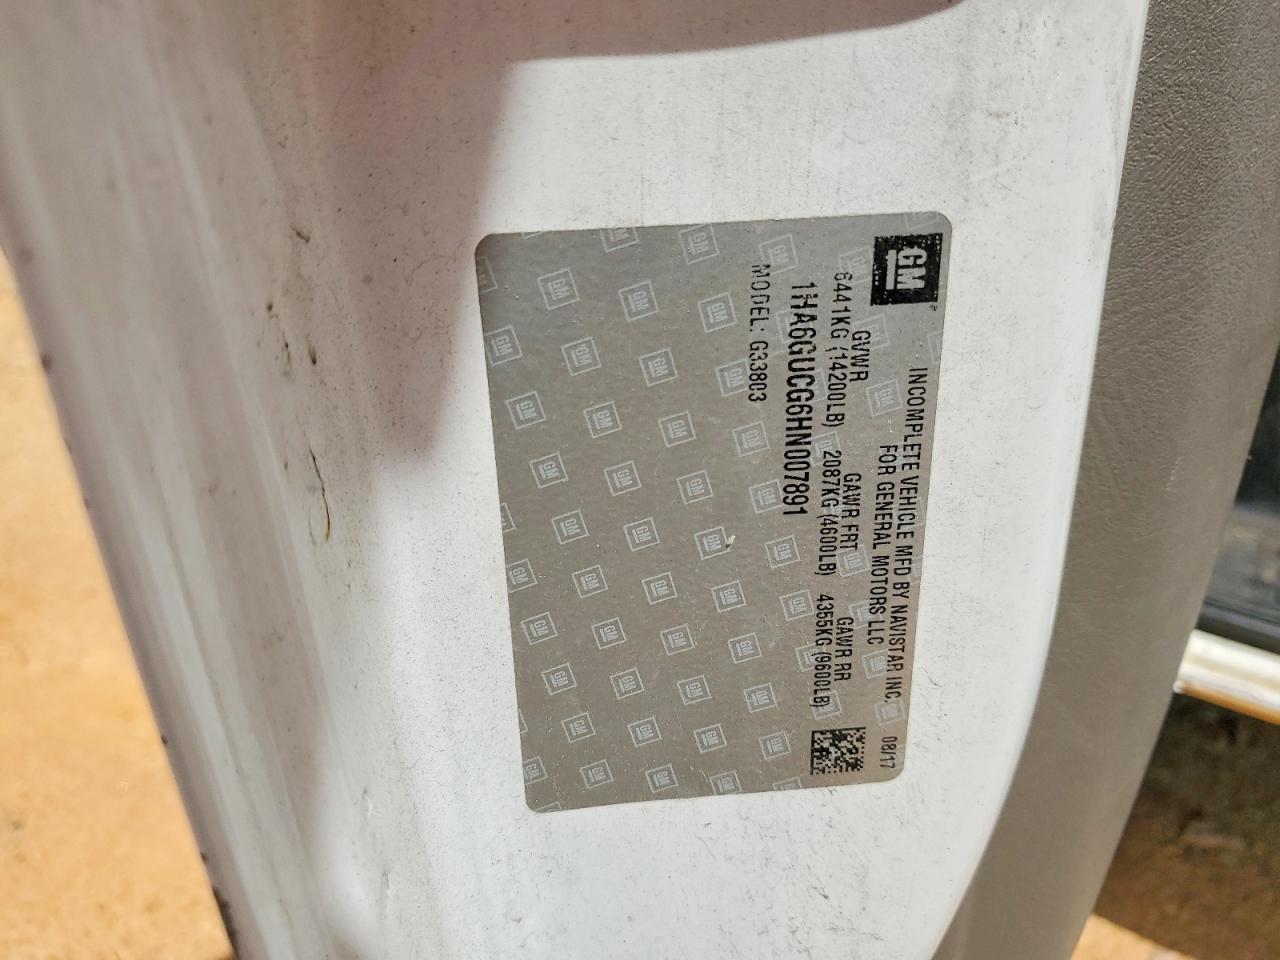 GM
INCOMPLETE VEHICLE MFD BY NAVISTAR INC. 08/17
FOR GENERAL MOTORS LLC
GVWR GAWR FRT GAWR RR
6441KG (14200LB) 2087KG (4600LB) 4355KG (9600LB)
1HA6GUCG6HN007891
MODEL: G33803